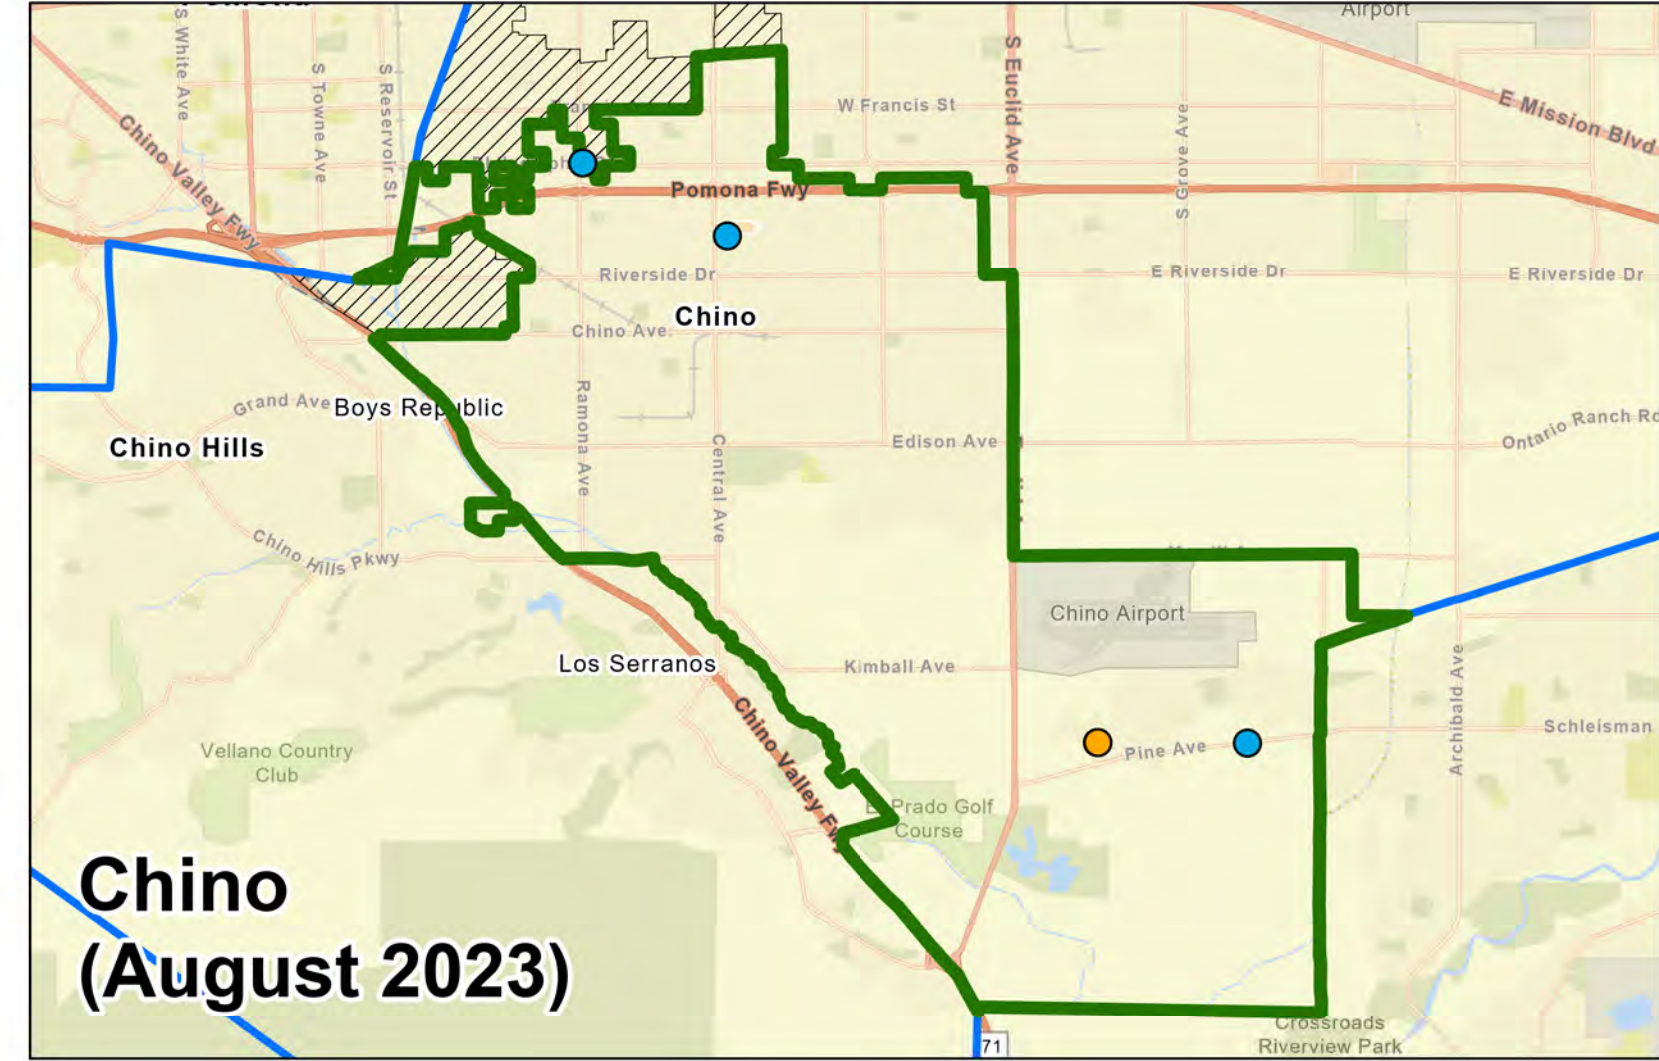 Airport
S White Ave
S Towne Ave
S Reservoir St
S Euclid Ave
S Grove Ave
W Francis St
E Mission Blvd
Chino Valley Fwy
Pomona Fwy
Riverside Dr
E Riverside Dr
E Riverside Dr
Chino
Chino Ave
Grand Ave
Boys Republic
Ramona Ave
Central Ave
Edison Ave
Ontario Ranch Rd
Chino Hills
Chino Hills Pkwy
Chino Airport
Los Serranos
Kimball Ave
Archibald Ave
Chino Valley Fwy
Schleisman
Pine Ave
Vellano Country
Club
El Prado Golf
Course
Chino
(August 2023)
Crossroads
Riverview Park
71